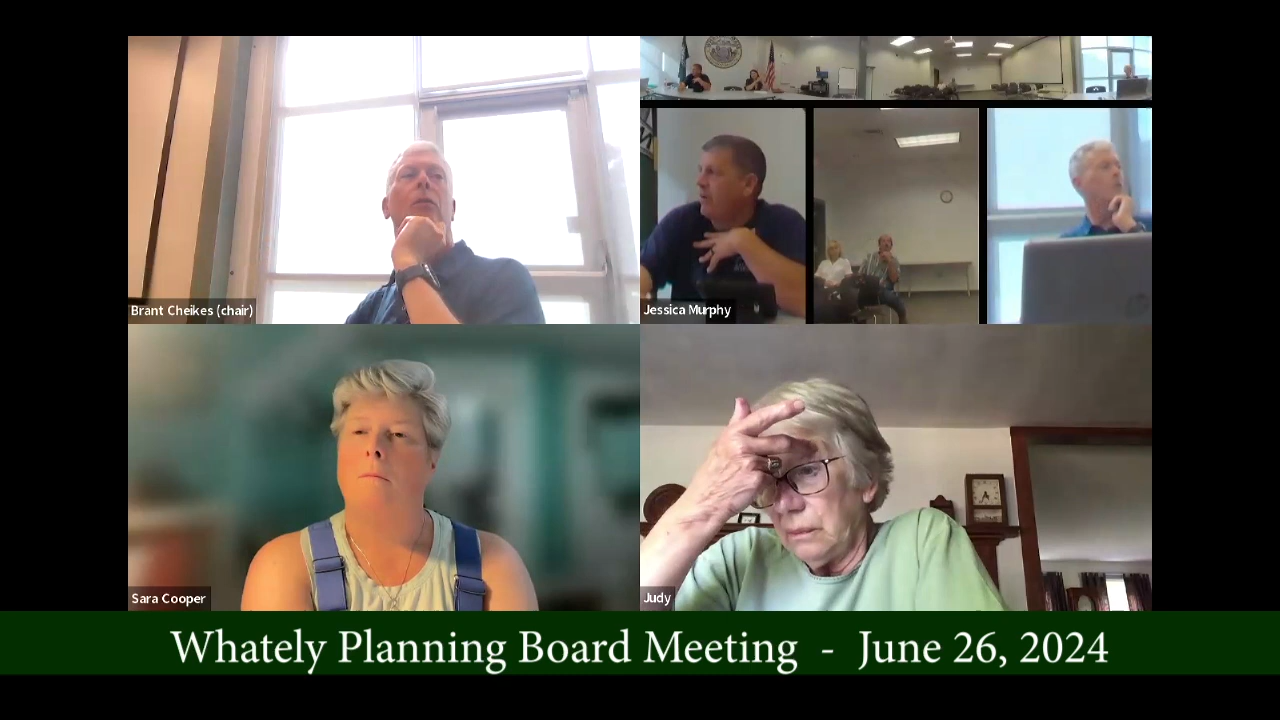 Brant Cheikes (chair)
Jessica Murphy
Sara Cooper
Judy
Whately Planning Board Meeting - June 26, 2024